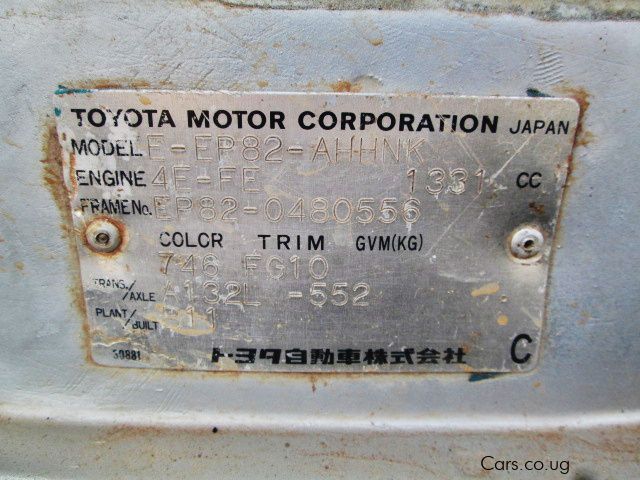 TOYOTA MOTOR CORPORATION JAPAN
MODEL E-EP82-AHHNK
ENGINE 4E-FE 1331 CC
FRAME No. EP82-0480556
COLOR TRIM GVM(KG)
746 FG10
TRANS./AXLE A132L -552
PLANT/BUILT 11
トヨタ自動車株式会社 C
Cars.co.ug